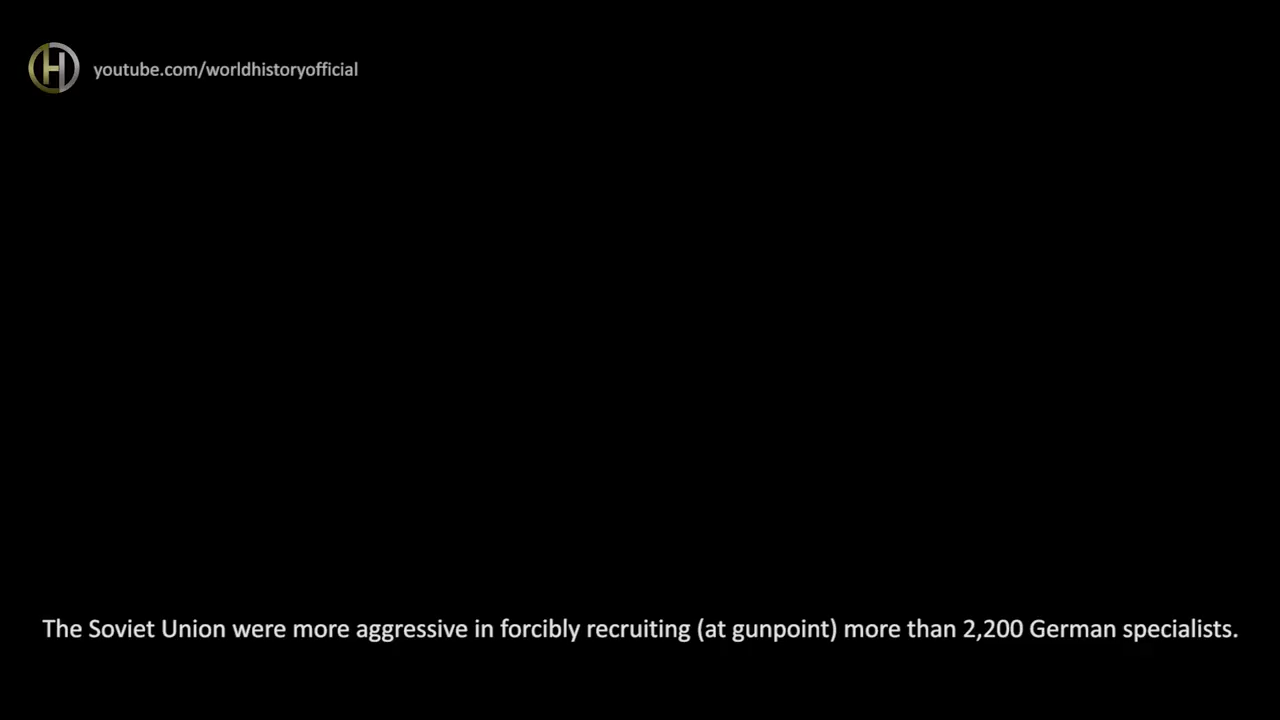 youtube.com/worldhistoryofficial
The Soviet Union were more aggressive in forcibly recruiting (at gunpoint) more than 2,200 German specialists.